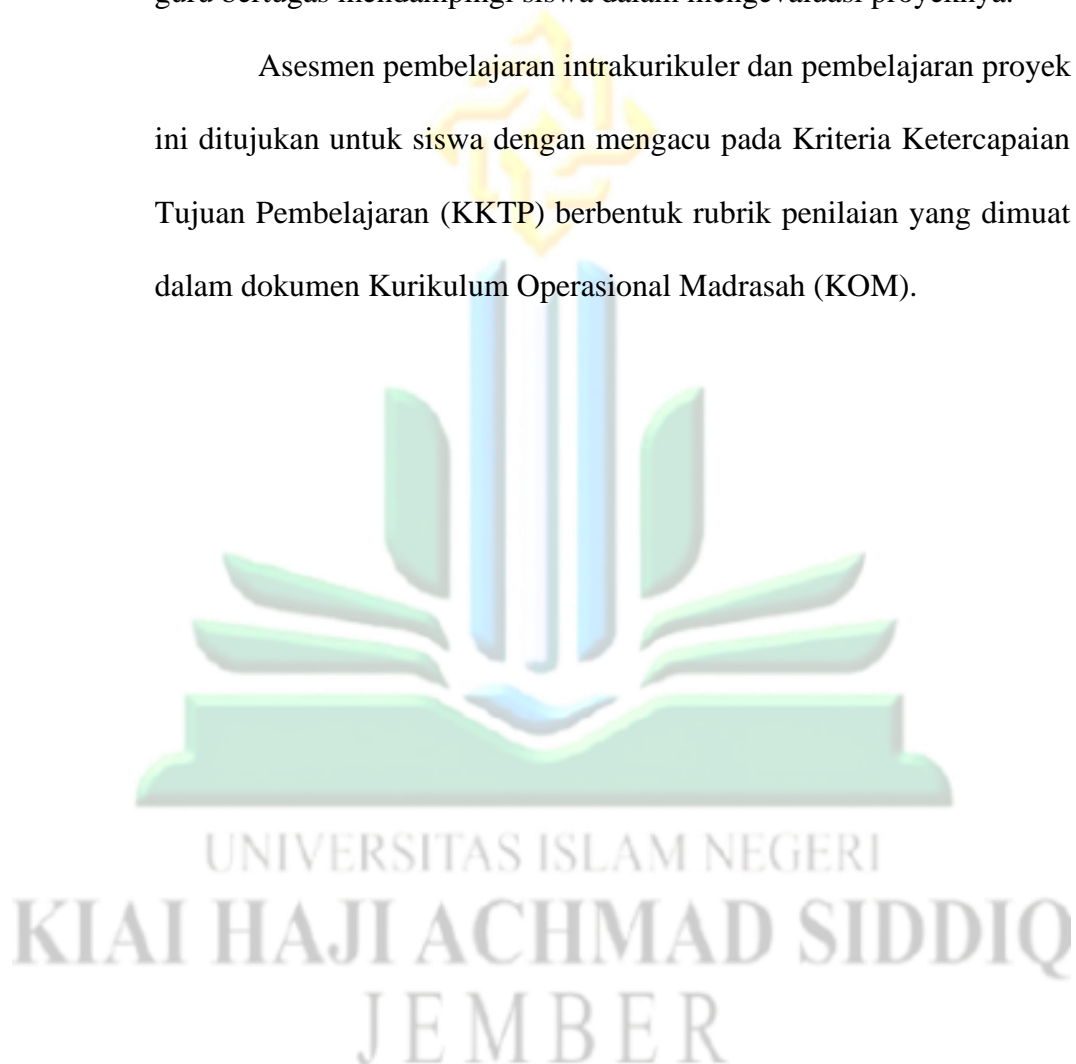 guru bertugas mendampingi siswa dalam mengevaluasi proyeknya.
Asesmen pembelajaran intrakurikuler dan pembelajaran proyek
ini ditujukan untuk siswa dengan mengacu pada Kriteria Ketercapaian
Tujuan Pembelajaran (KKTP) berbentuk rubrik penilaian yang dimuat
dalam dokumen Kurikulum Operasional Madrasah (KOM).
UNIVERSITAS ISLAM NEGERI
KIAI HAJI ACHMAD SIDDIQ
JEMBER